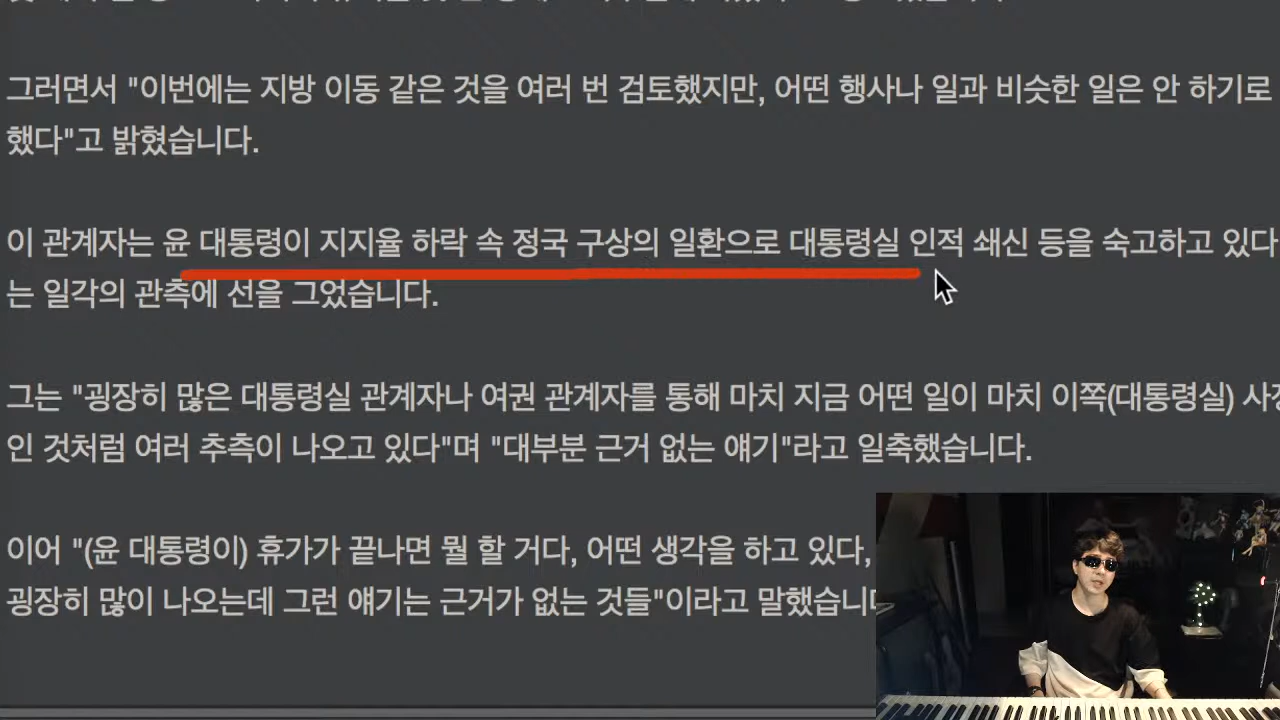 그러면서 "이번에는 지방 이동 같은 것을 여러 번 검토했지만, 어떤 행사나 일과 비슷한 일은 안 하기로
했다"고 밝혔습니다.
이 관계자는 윤 대통령이 지지율 하락 속 정국 구상의 일환으로 대통령실 인적 쇄신 등을 숙고하고 있다
는 일각의 관측에 선을 그었습니다.
그는 "굉장히 많은 대통령실 관계자나 여권 관계자를 통해 마치 지금 어떤 일이 마치 이쪽(대통령실)
인 것처럼 여러 추측이 나오고 있다"며 "대부분 근거 없는 얘기"라고 일축했습니다.
이어 "(윤 대통령이) 휴가가 끝나면 뭘 할 거다, 어떤 생각을 하고 있다,
굉장히 많이 나오는데 그런 얘기는 근거가 없는 것들"이라고